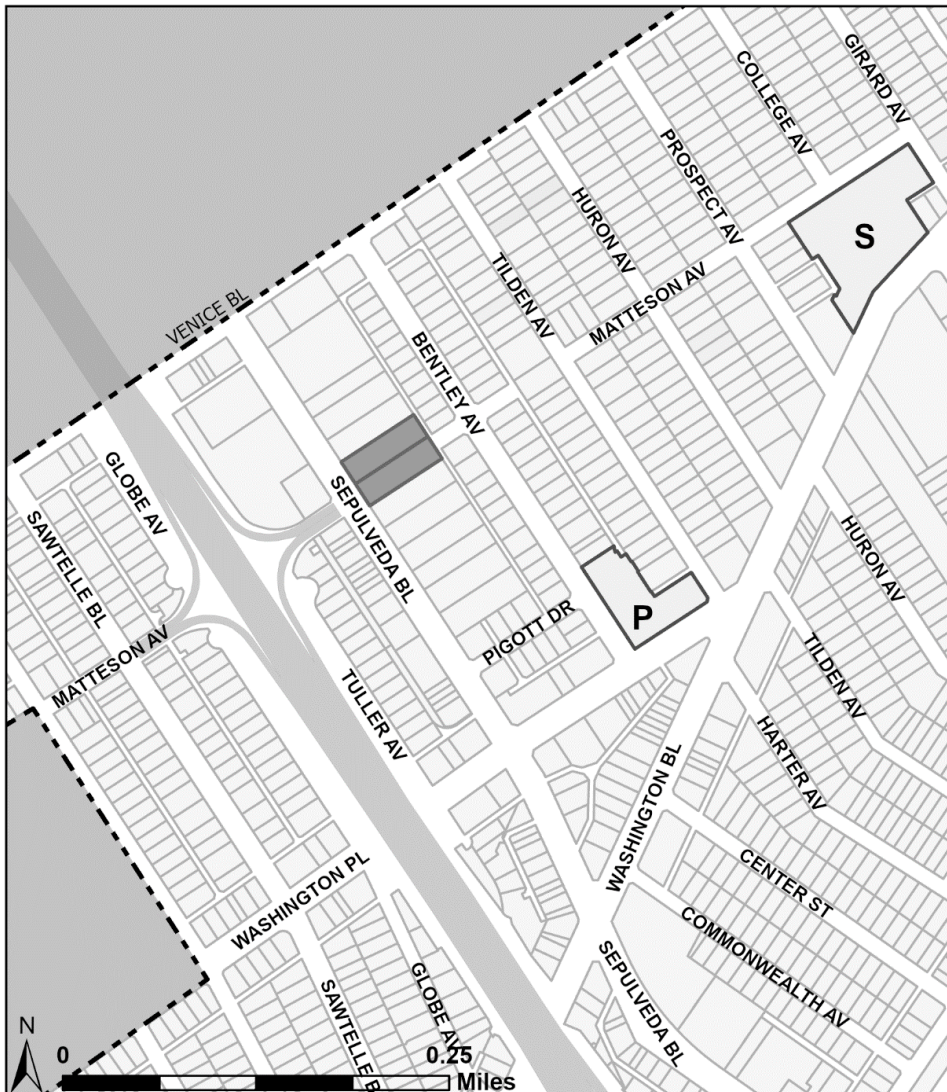 GIRARD AV
COLLEGE AV
PROSPECT AV
HURON AV
S
TILDEN AV
MATTESON AV
VENICE BL
BENTLEY AV
GLOBE AV
SEPULVEDA BL
SAWTELLE BL
HURON AV
P
PIGOTT DR
MATTESON AV
TILDEN AV
TULLER AV
HARTER AV
WASHINGTON BL
CENTER ST
WASHINGTON PL
COMMONWEALTH AV
SEPULVEDA BL
GLOBE AV
SAWTELLE B
N
0 0.25
Miles